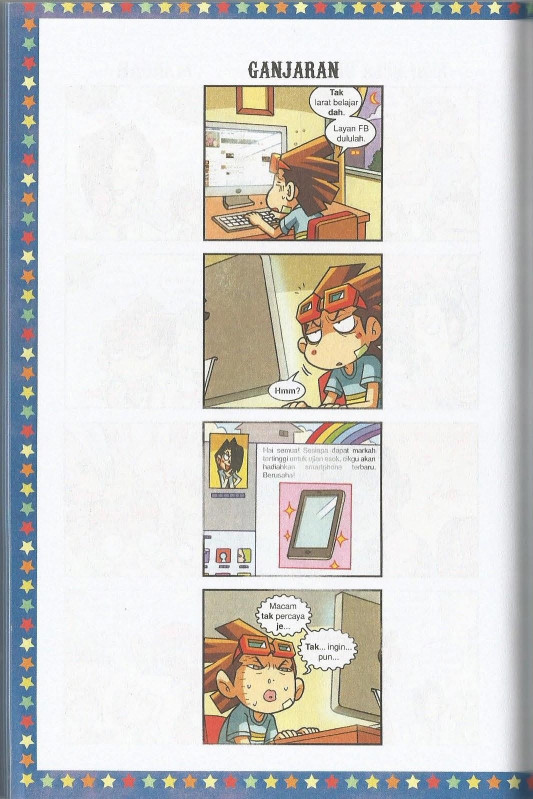 GANJARAN
Tak
larat belajar
dah.
Layan FB
dululah.
Hmm?
Hai semua! Sesiapa dapat markah
tertinggi untuk ujian esok, cikgu akan
hadiahkan smartphone terbaru.
Berusaha!
Macam
tak percaya
je...
Tak... ingin...
pun...